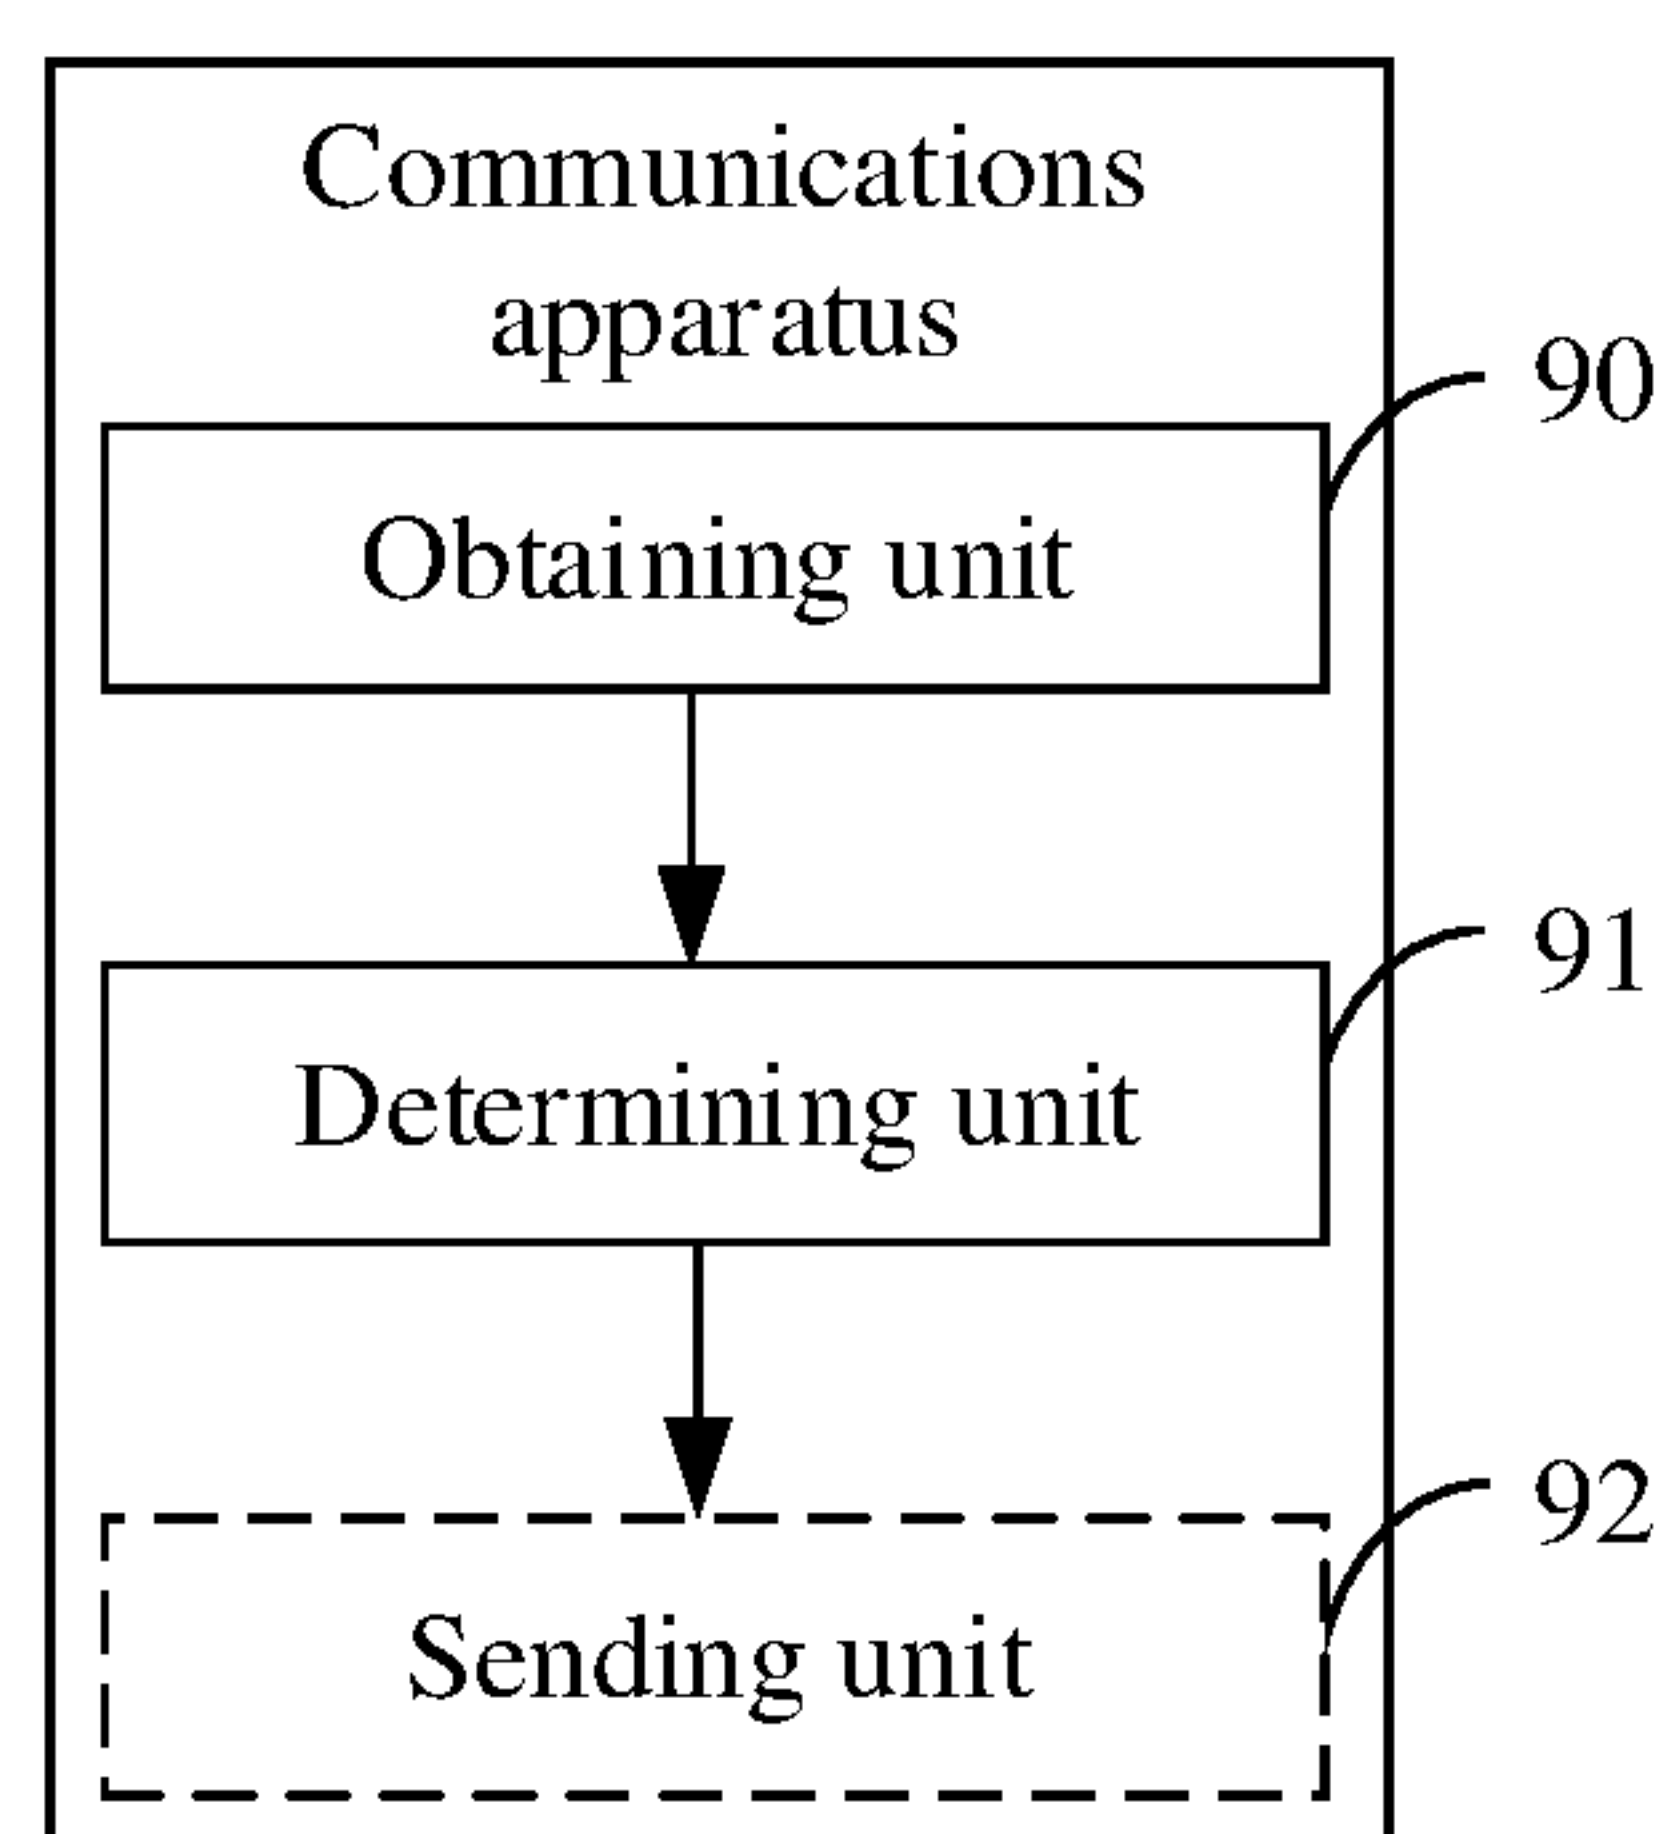 Communications
apparatus
90
Obtaining unit
91
Determining unit
92
Sending unit